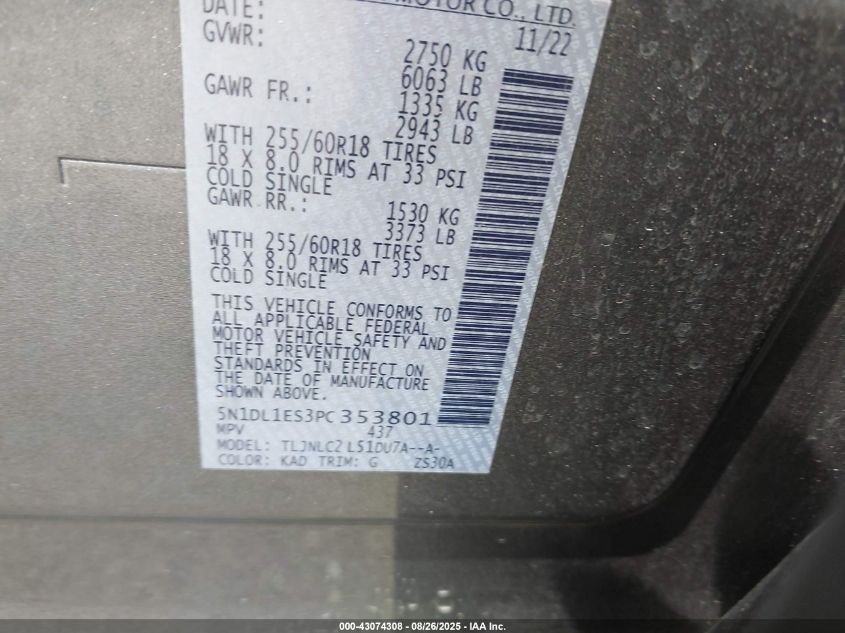 DATE: MOTOR CO., LTD.
GVWR: 11/22
2750 KG
6063 LB
GAWR FR.: 1335 KG
2943 LB
WITH 255/60R18 TIRES
18 X 8.0 RIMS AT 33 PSI
COLD SINGLE
GAWR RR.: 1530 KG
3373 LB
WITH 255/60R18 TIRES
18 X 8.0 RIMS AT 33 PSI
COLD SINGLE
THIS VEHICLE CONFORMS TO
ALL APPLICABLE FEDERAL
MOTOR VEHICLE SAFETY AND
THEFT PREVENTION
STANDARDS IN EFFECT ON
THE DATE OF MANUFACTURE
SHOWN ABOVE.
5N1DL1ES3PC353801
MPV 437
MODEL: TLJNLC2 L51DU7A--A-
COLOR: KAD TRIM: G ZS30A
000-43074308 - 08/26/2025 - IAA Inc.